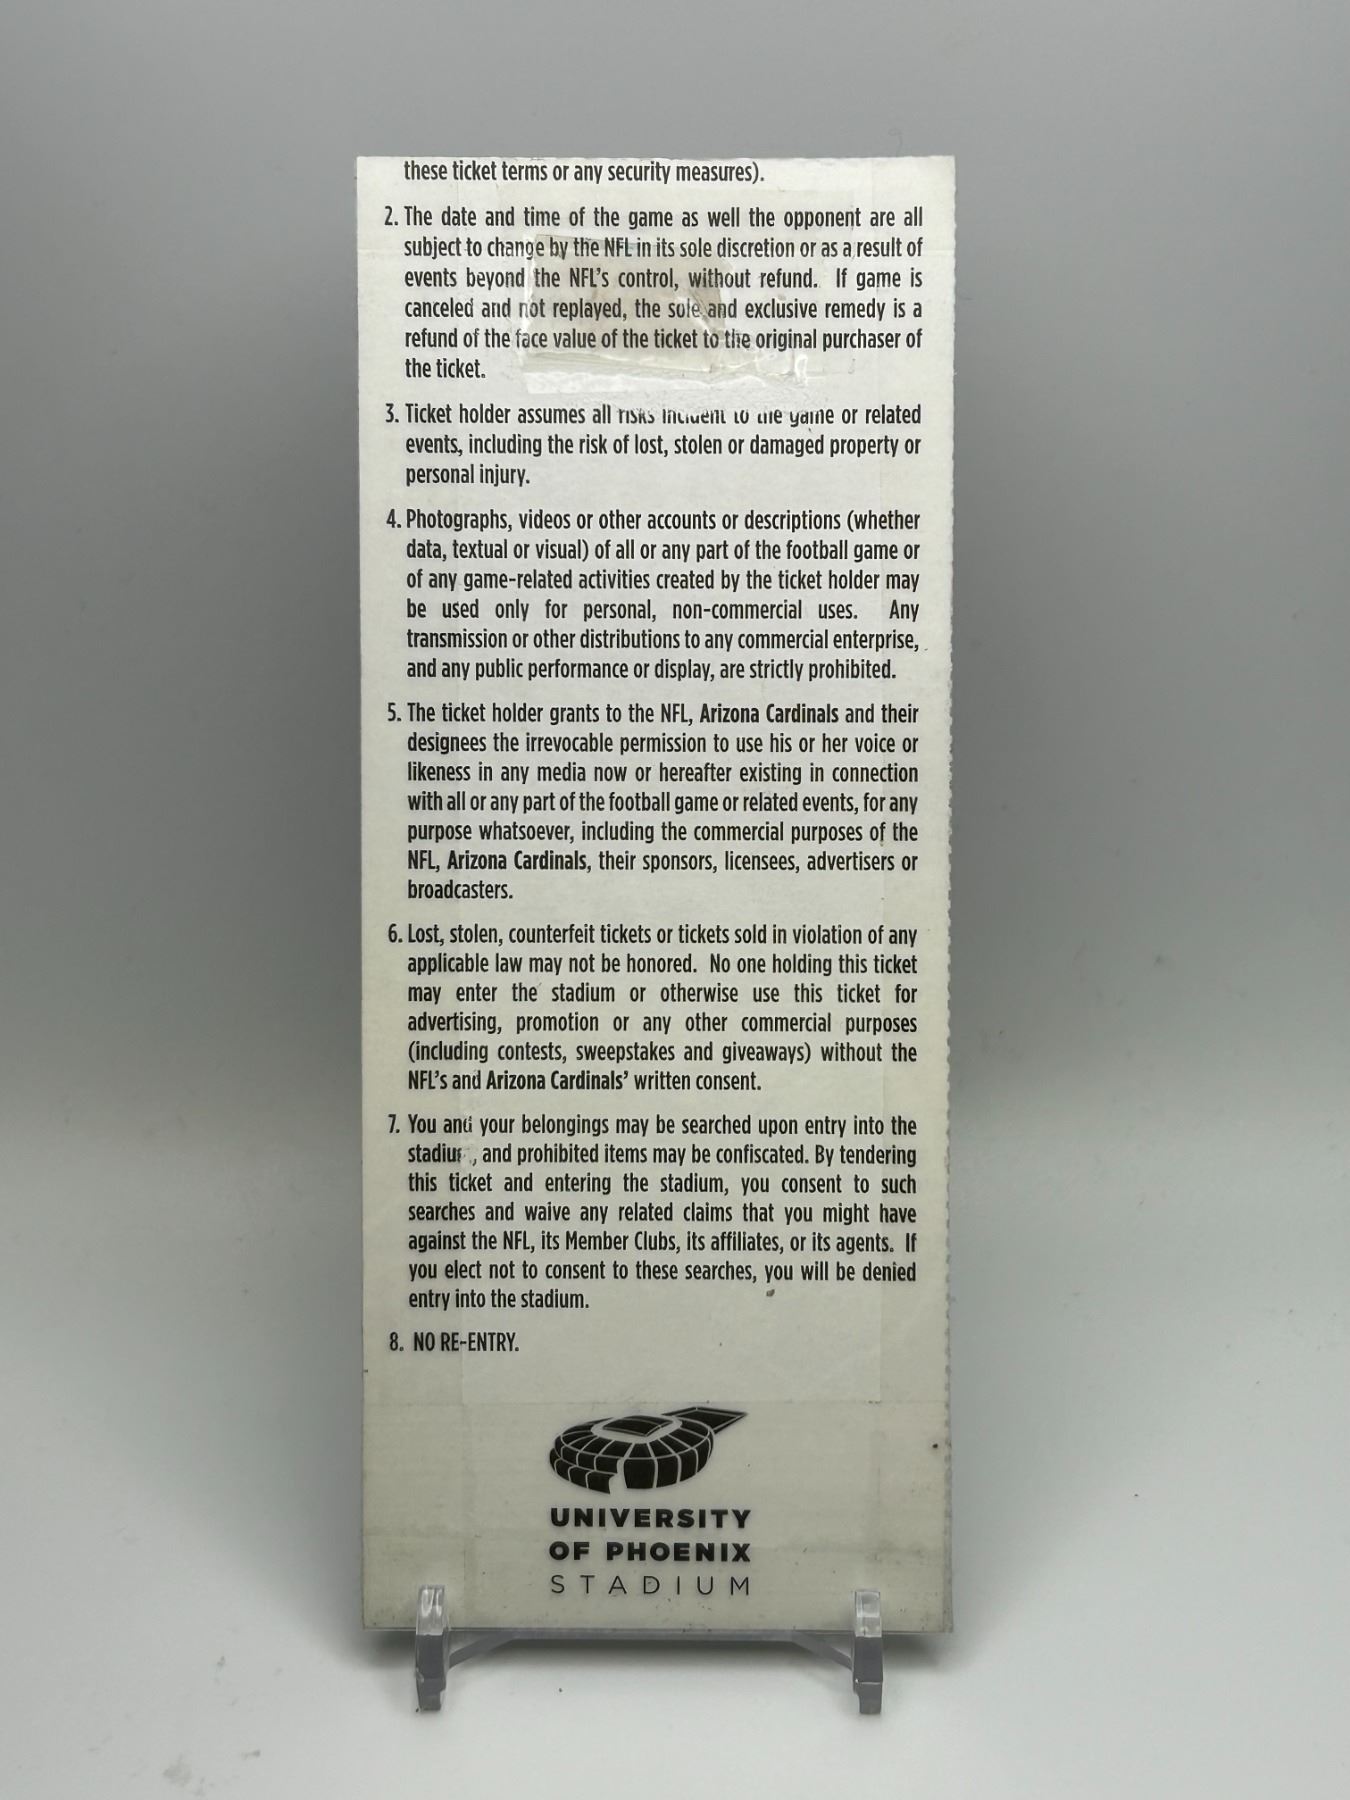 these ticket terms or any security measures).
2. The date and time of the game as well the opponent are all
subject to change by the NFL in its sole discretion or as a result of
events beyond the NFL's control, without refund. If game is
canceled and not replayed, the sole and exclusive remedy is a
refund of the face value of the ticket to the original purchaser of
the ticket.
3. Ticket holder assumes all risks incident to the game or related
events, including the risk of lost, stolen or damaged property or
personal injury.
4. Photographs, videos or other accounts or descriptions (whether
data, textual or visual) of all or any part of the football game or
of any game-related activities created by the ticket holder may
be used only for personal, non-commercial uses. Any
transmission or other distributions to any commercial enterprise,
and any public performance or display, are strictly prohibited.
5. The ticket holder grants to the NFL, Arizona Cardinals and their
designees the irrevocable permission to use his or her voice or
likeness in any media now or hereafter existing in connection
with all or any part of the football game or related events, for any
purpose whatsoever, including the commercial purposes of the
NFL, Arizona Cardinals, their sponsors, licensees, advertisers or
broadcasters.
6. Lost, stolen, counterfeit tickets or tickets sold in violation of any
applicable law may not be honored. No one holding this ticket
may enter the stadium or otherwise use this ticket for
advertising, promotion or any other commercial purposes
(including contests, sweepstakes and giveaways) without the
NFL's and Arizona Cardinals' written consent.
7. You and your belongings may be searched upon entry into the
stadium, and prohibited items may be confiscated. By tendering
this ticket and entering the stadium, you consent to such
searches and waive any related claims that you might have
against the NFL, its Member Clubs, its affiliates, or its agents. If
you elect not to consent to these searches, you will be denied
entry into the stadium.
8. NO RE-ENTRY.
UNIVERSITY
OF PHOENIX
STADIUM